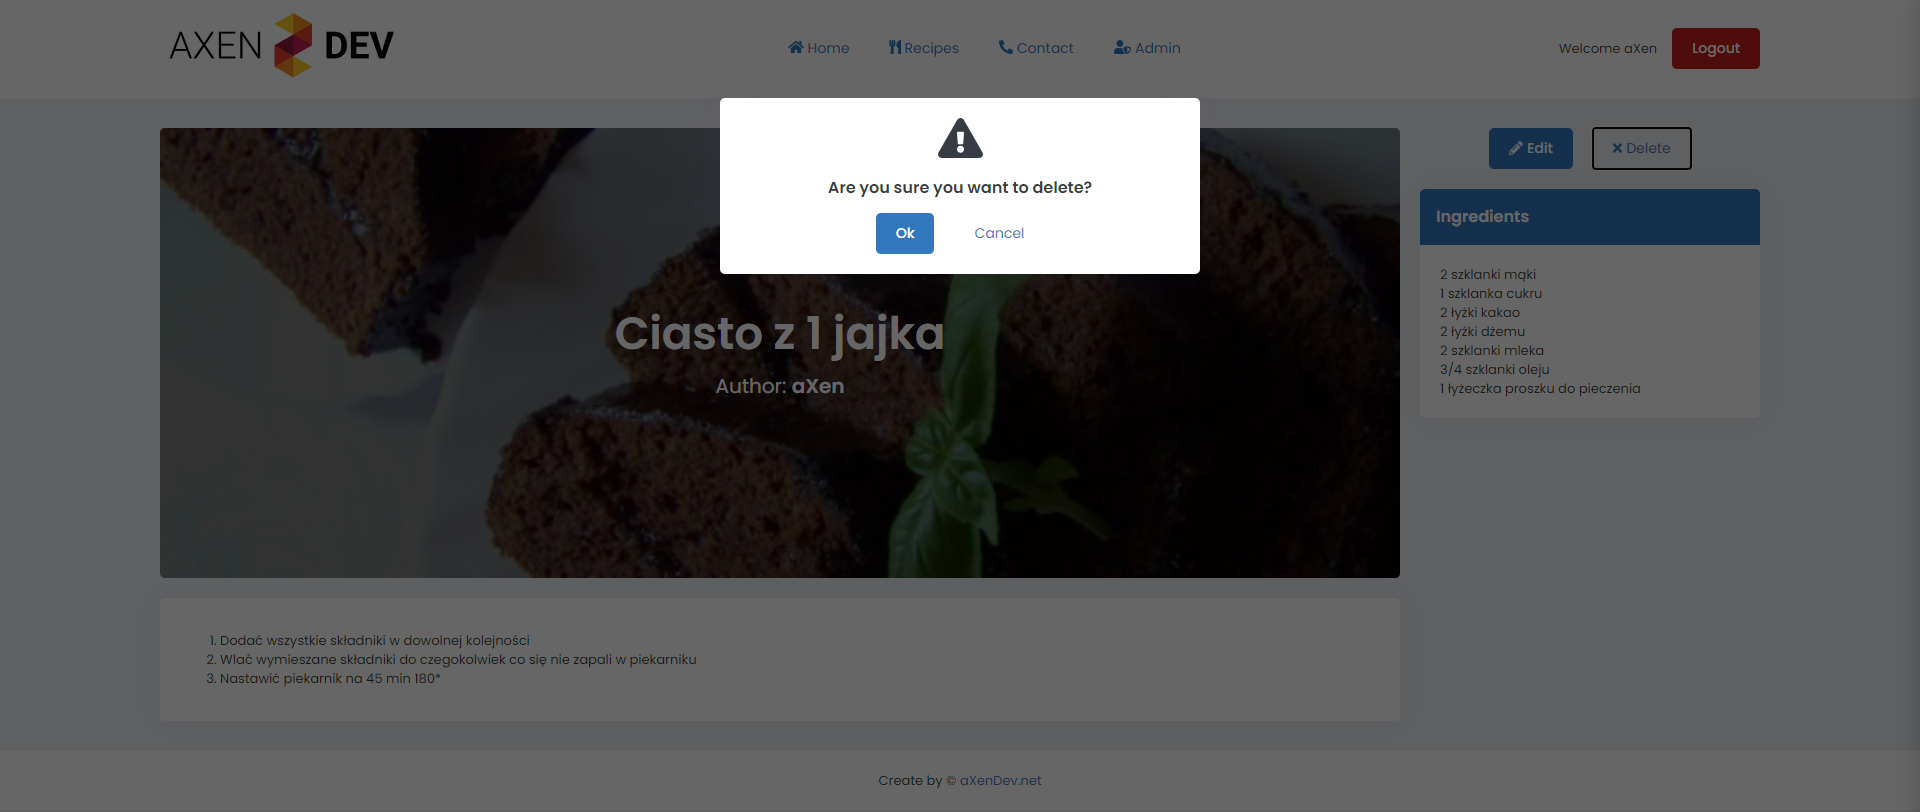 AXEN DEV
Home
Recipes
Contact
Admin
Welcome aXen
Logout
Are you sure you want to delete?
Ok
Cancel
Edit
Delete
Ciasto z 1 jajka
Author: aXen
Ingredients
2 szklanki mąki
1 szklanka cukru
2 łyżki kakao
2 łyżki dżemu
2 szklanki mleka
3/4 szklanki oleju
1 łyżeczka proszku do pieczenia
1. Dodać wszystkie składniki w dowolnej kolejności
2. Wlać wymieszane składniki do czegokolwiek co się nie zapali w piekarniku
3. Nastawić piekarnik na 45 min 180*
Create by © aXenDev.net